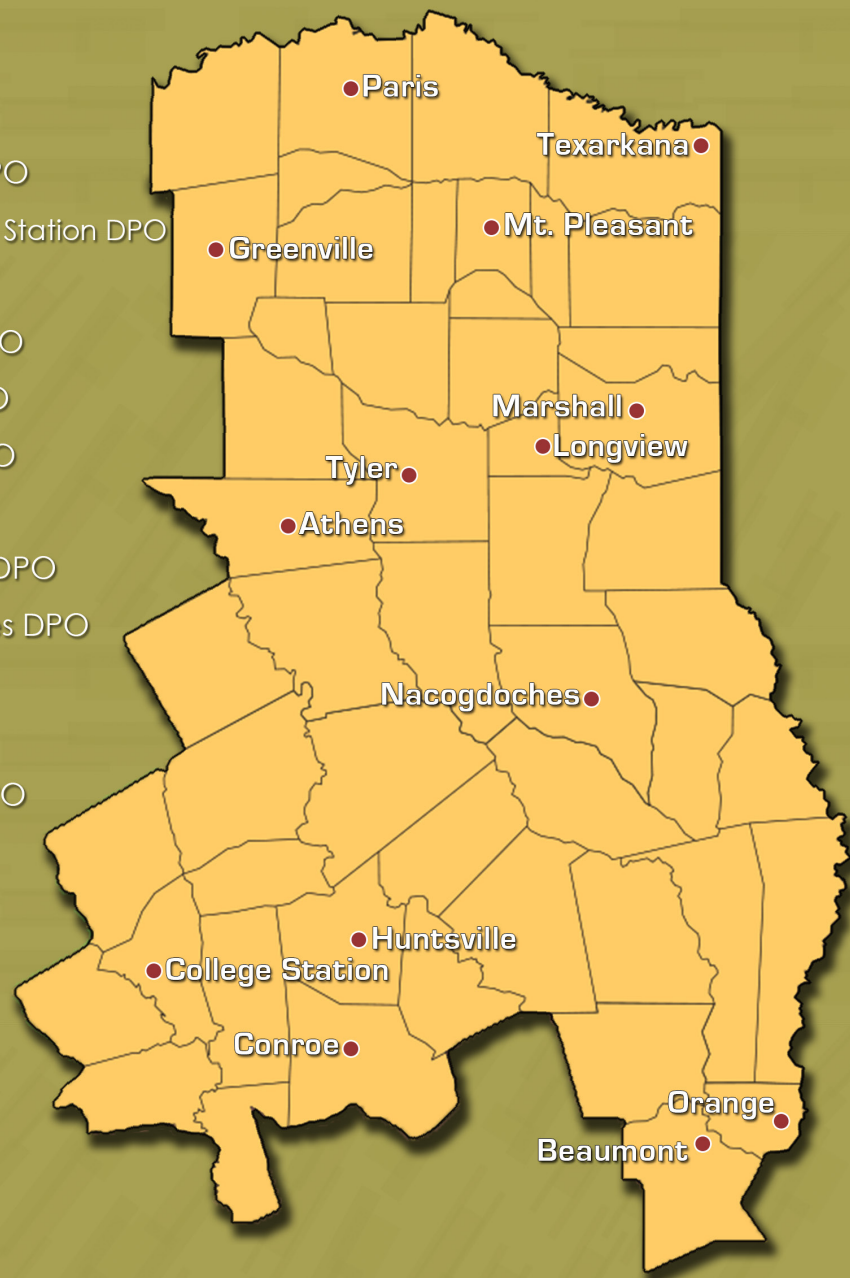 Paris
Texarkana
PO
Mt. Pleasant
Station DPO
Greenville
O
Marshall
Longview
O
Tyler
Athens
DPO
s DPO
Nacogdoches
O
Huntsville
College Station
Conroe
Orange
Beaumont